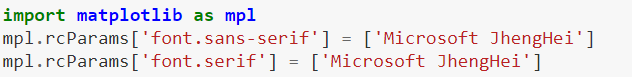 import matplotlib as mpl
mpl.rcParams['font.sans-serif'] = ['Microsoft JhengHei']
mpl.rcParams['font.serif'] = ['Microsoft JhengHei']